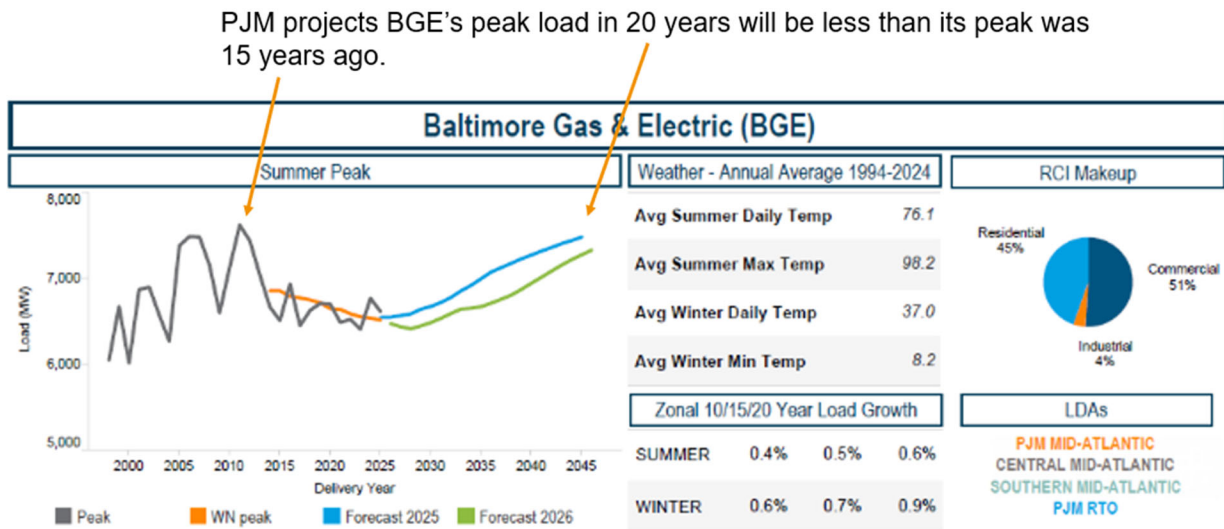 PJM projects BGE's peak load in 20 years will be less than its peak was
15 years ago.
Baltimore Gas & Electric (BGE)
Summer Peak
8,000
7,000
6,000
5,000
Load (MW)
2000 2005 2010 2015 2020 2025 2030 2035 2040 2045
Delivery Year
Peak WN peak Forecast 2025 Forecast 2026
Weather - Annual Average 1994-2024
Avg Summer Daily Temp 76.1
Avg Summer Max Temp 98.2
Avg Winter Daily Temp 37.0
Avg Winter Min Temp 8.2
Zonal 10/15/20 Year Load Growth
SUMMER 0.4% 0.5% 0.6%
WINTER 0.6% 0.7% 0.9%
RCI Makeup
Residential
45%
Commercial
51%
Industrial
4%
LDAs
PJM MID-ATLANTIC
CENTRAL MID-ATLANTIC
SOUTHERN MID-ATLANTIC
PJM RTO